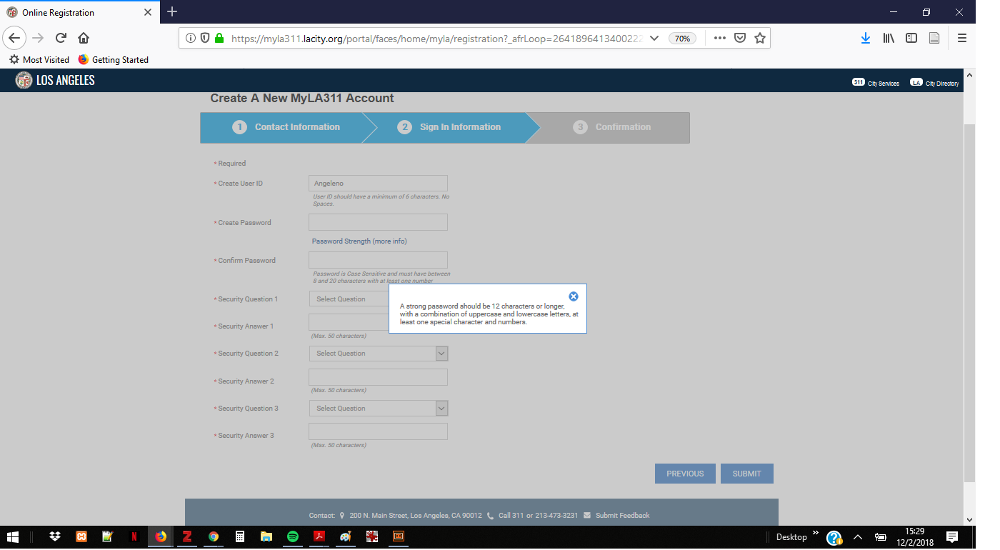 Online Registration
https://myla311.lacity.org/portal/faces/home/myla/registration?_afrLoop=2641896413400222
70%
Most Visited
Getting Started
LOS ANGELES
311 City Services
LA City Directory
Create A New MyLA311 Account
1 Contact Information
2 Sign In Information
3 Confirmation
* Required
* Create User ID
Angeleno
User ID should have a minimum of 6 characters. No
Spaces.
* Create Password
Password Strength (more info)
* Confirm Password
Password is Case Sensitive and must have between
8 and 20 characters with at least one number
* Security Question 1
Select Question
A strong password should be 12 characters or longer,
with a combination of uppercase and lowercase letters, at
least one special character and numbers.
* Security Answer 1
(Max. 50 characters)
* Security Question 2
Select Question
* Security Answer 2
(Max. 50 characters)
* Security Question 3
Select Question
* Security Answer 3
(Max. 50 characters)
PREVIOUS
SUBMIT
Contact: 200 N. Main Street, Los Angeles, CA 90012 Call 311 or 213-473-3231 Submit Feedback
Desktop
15:29
12/2/2018